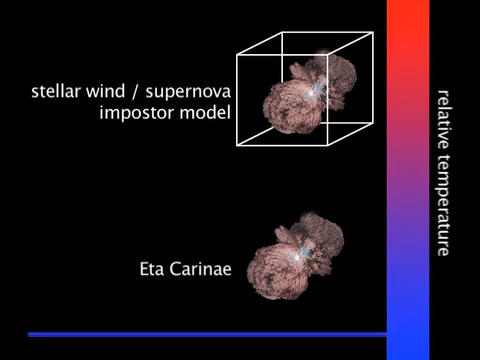 stellar wind / supernova
impostor model
relative temperature
Eta Carinae